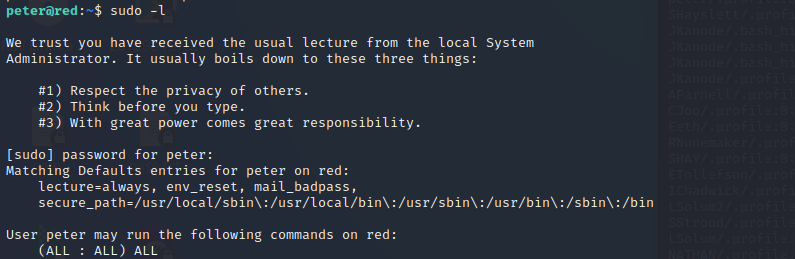 peter@red:~$ sudo -l
We trust you have received the usual lecture from the local System
Administrator. It usually boils down to these three things:
#1) Respect the privacy of others.
#2) Think before you type.
#3) With great power comes great responsibility.
[sudo] password for peter:
Matching Defaults entries for peter on red:
lecture=always, env_reset, mail_badpass,
secure_path=/usr/local/sbin\:/usr/local/bin\:/usr/sbin\:/usr/bin\:/sbin\:/bin
User peter may run the following commands on red:
(ALL : ALL) ALL